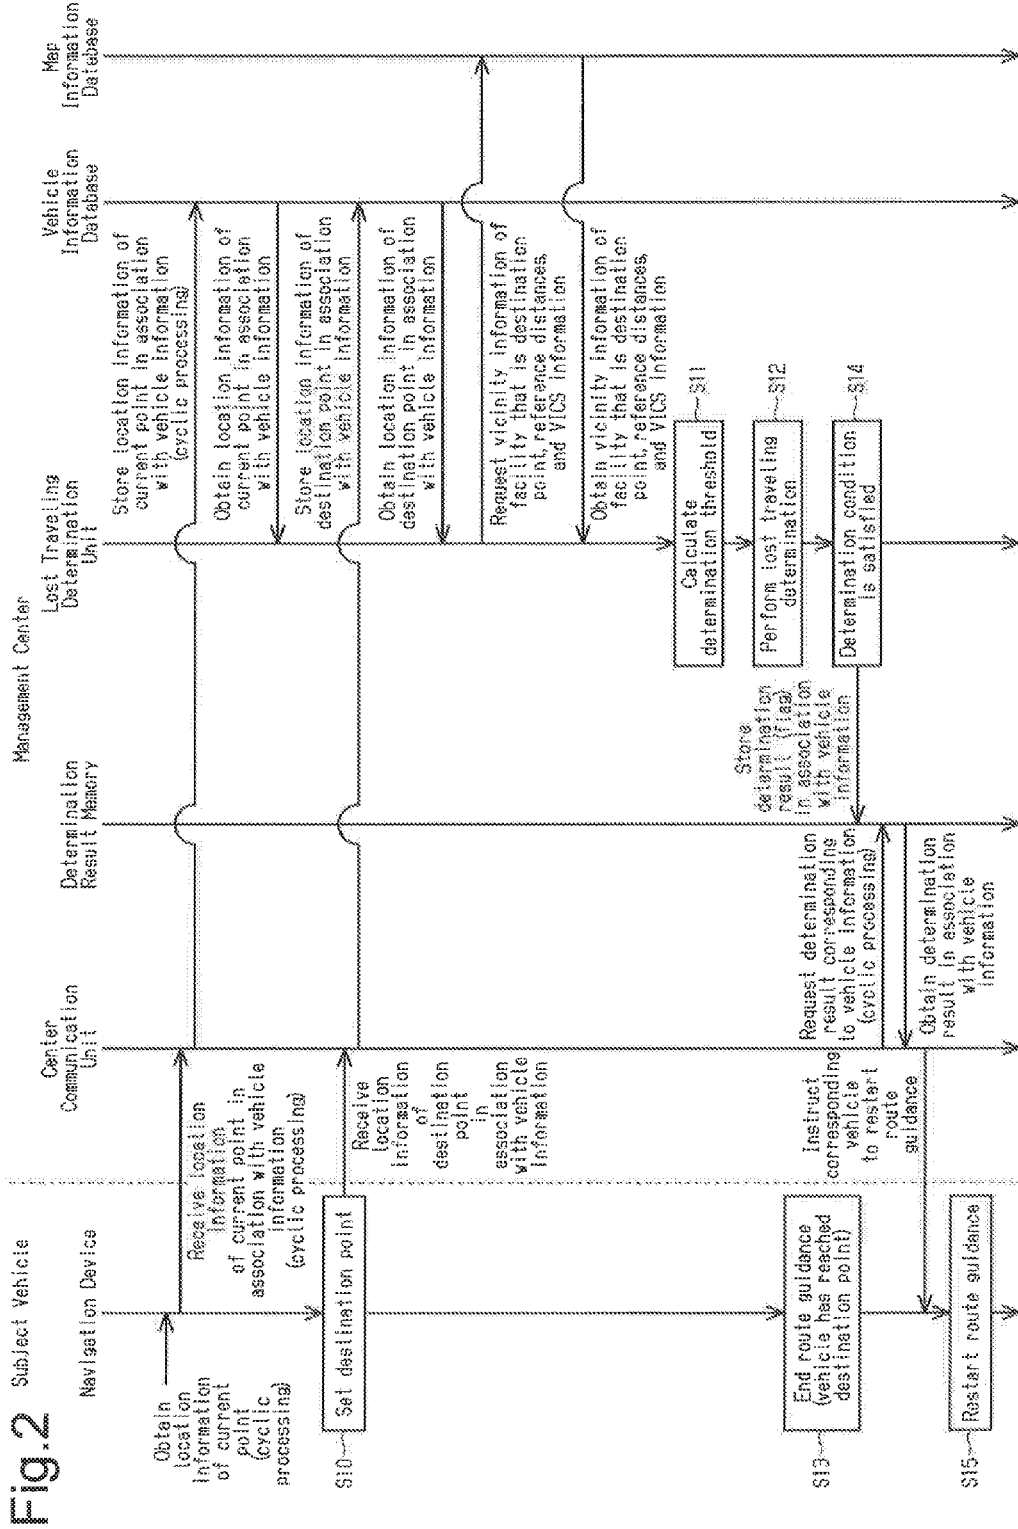 Fig.2
Subject Vehicle
Management Center
Navigation Device
Center
Communication
Unit
Determination
Result Memory
Lost Traveling
Determination
Unit
Vehicle
Information
Database
Map
Information
Database
Obtain
location
information
of current
point
(cyclic
processing)
Receive location
information
of current point in
association with vehicle
information
(cyclic processing)
Store location information of
current point in association
with vehicle information
(cyclic processing)
Obtain location information of
current point in association
with vehicle information
S10
Set destination point
Receive
location
information
of
destination
point
in
association
with vehicle
information
Store location information of
destination point in association
with vehicle information
Obtain location information of
destination point in association
with vehicle information
Request vicinity information of
facility that is destination
point, reference distances,
and VICS information
Obtain vicinity information of
facility that is destination
point, reference distances,
and VICS information
Calculate
determination threshold
S11
Perform lost traveling
determination
S12
S13
End route guidance
(vehicle has reached
destination point)
Determination condition
is satisfied
S14
Store
determination
result (flag)
in association
with vehicle
information
Request determination
result corresponding
to vehicle information
(cyclic processing)
Obtain determination
result in association
with vehicle
information
Instruct
corresponding
vehicle
to restart
route
guidance
S15
Restart route guidance